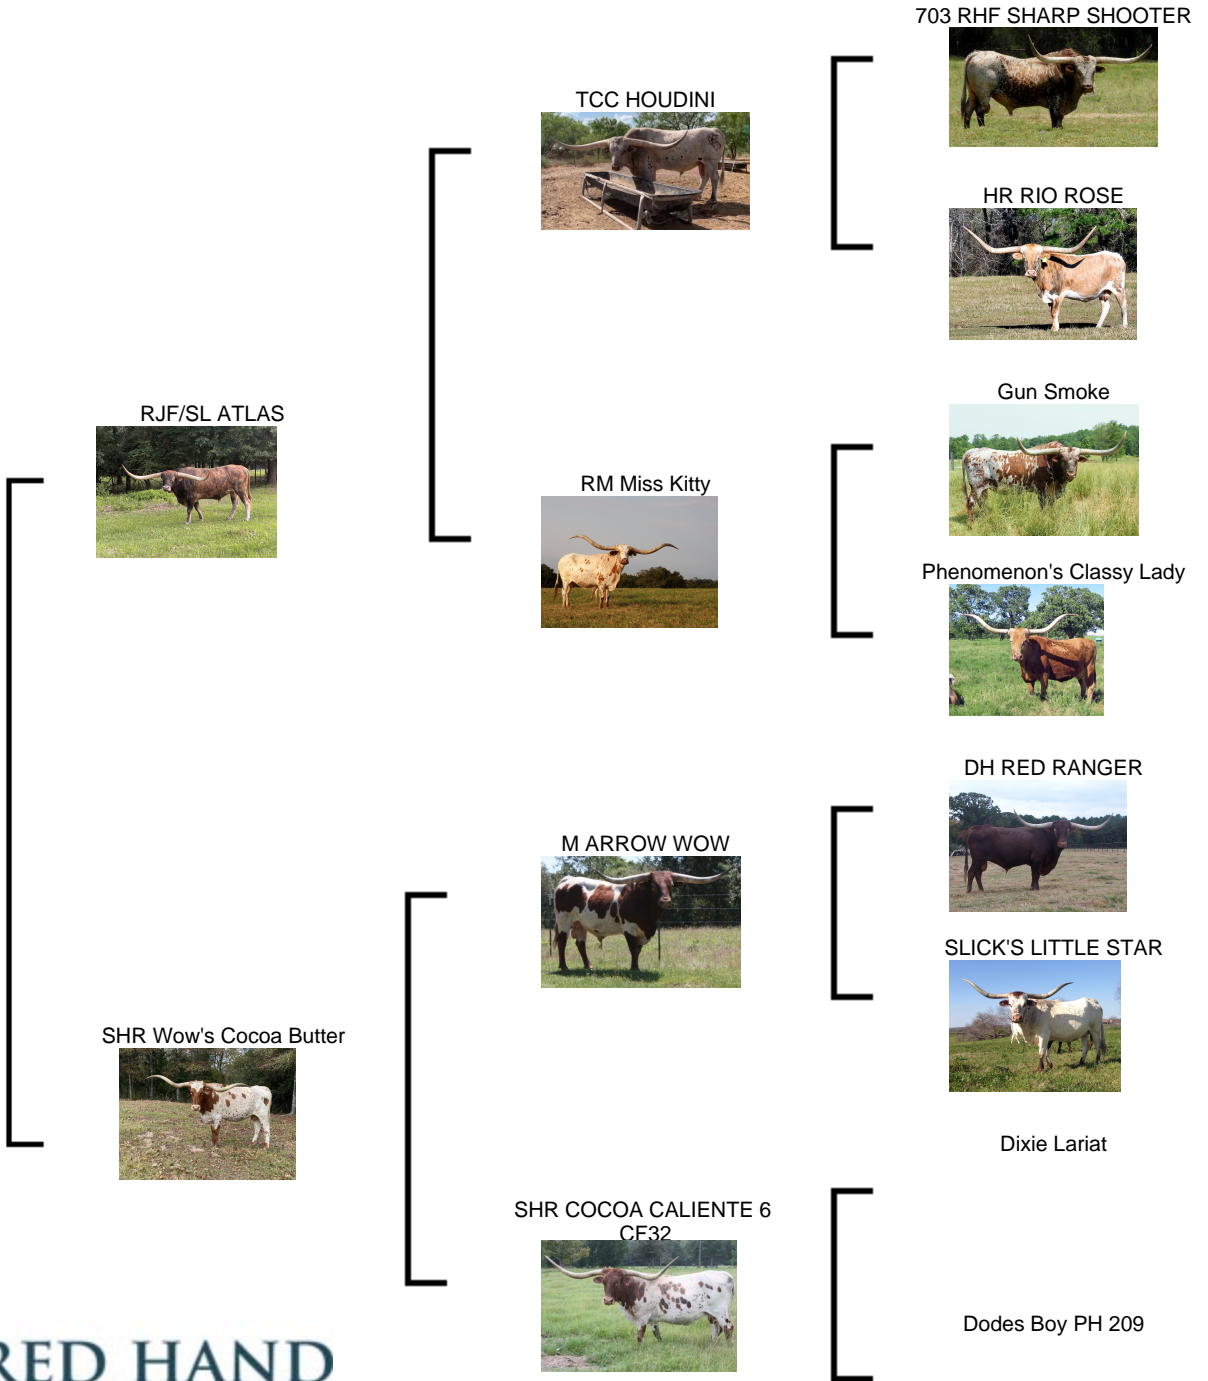 703 RHF SHARP SHOOTER
TCC HOUDINI
HR RIO ROSE
Gun Smoke
RJF/SL ATLAS
RM Miss Kitty
Phenomenon's Classy Lady
DH RED RANGER
M ARROW WOW
SLICK'S LITTLE STAR
SHR Wow's Cocoa Butter
Dixie Lariat
SHR COCOA CALIENTE 6
CF32
Dodes Boy PH 209
RED HAND